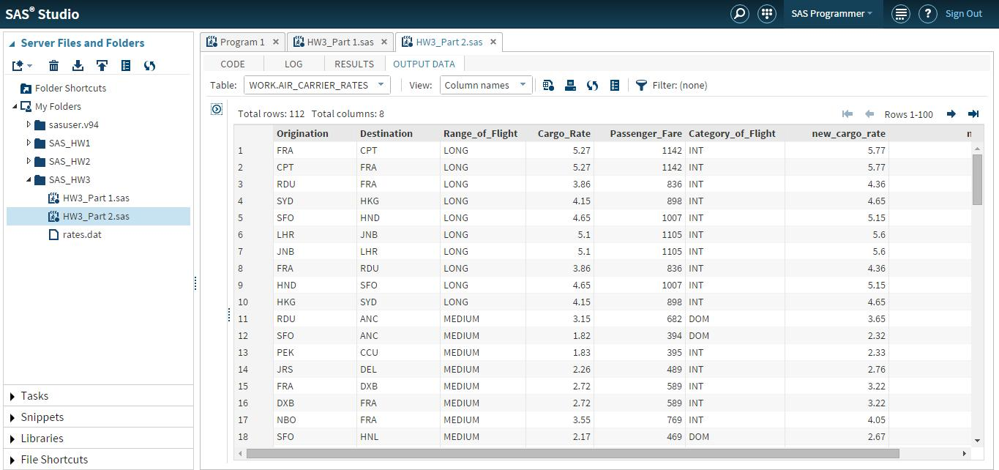 SAS® Studio
SAS Programmer
?
Sign Out
Server Files and Folders
Folder Shortcuts
My Folders
sasuser.v94
SAS_HW1
SAS_HW2
SAS_HW3
HW3_Part 1.sas
HW3_Part 2.sas
rates.dat
Tasks
Snippets
Libraries
File Shortcuts
Program 1 × HW3_Part 1.sas × HW3_Part 2.sas ×
CODE LOG RESULTS OUTPUT DATA
Table: WORK.AIR_CARRIER_RATES View: Column names Filter: (none)
Total rows: 112 Total columns: 8 Rows 1-100
Origination Destination Range_of_Flight Cargo_Rate Passenger_Fare Category_of_Flight new_cargo_rate
1 FRA CPT LONG 5.27 1142 INT 5.77
2 CPT FRA LONG 5.27 1142 INT 5.77
3 RDU FRA LONG 3.86 836 INT 4.36
4 SYD HKG LONG 4.15 898 INT 4.65
5 SFO HND LONG 4.65 1007 INT 5.15
6 LHR JNB LONG 5.1 1105 INT 5.6
7 JNB LHR LONG 5.1 1105 INT 5.6
8 FRA RDU LONG 3.86 836 INT 4.36
9 HND SFO LONG 4.65 1007 INT 5.15
10 HKG SYD LONG 4.15 898 INT 4.65
11 RDU ANC MEDIUM 3.15 682 DOM 3.65
12 SFO ANC MEDIUM 1.82 394 DOM 2.32
13 PEK CCU MEDIUM 1.83 395 INT 2.33
14 JRS DEL MEDIUM 2.26 489 INT 2.76
15 FRA DXB MEDIUM 2.72 589 INT 3.22
16 DXB FRA MEDIUM 2.72 589 INT 3.22
17 NBO FRA MEDIUM 3.55 769 INT 4.05
18 SFO HNL MEDIUM 2.17 469 DOM 2.67